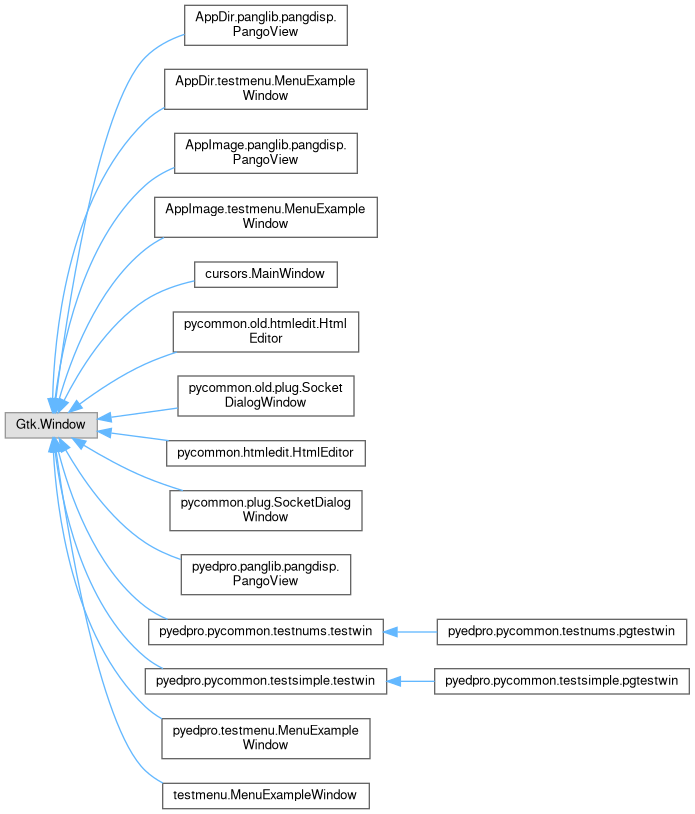 AppDir.panglib.pangdisp.
PangoView
AppDir.testmenu.MenuExample
Window
AppImage.panglib.pangdisp.
PangoView
AppImage.testmenu.MenuExample
Window
cursors.MainWindow
pycommon.old.htmledit.Html
Editor
pycommon.old.plug.Socket
DialogWindow
Gtk.Window
pycommon.htmledit.HtmlEditor
pycommon.plug.SocketDialog
Window
pyedpro.panglib.pangdisp.
PangoView
pyedpro.pycommon.testnums.testwin
pyedpro.pycommon.testnums.pgtestwin
pyedpro.pycommon.testsimple.testwin
pyedpro.pycommon.testsimple.pgtestwin
pyedpro.testmenu.MenuExample
Window
testmenu.MenuExampleWindow